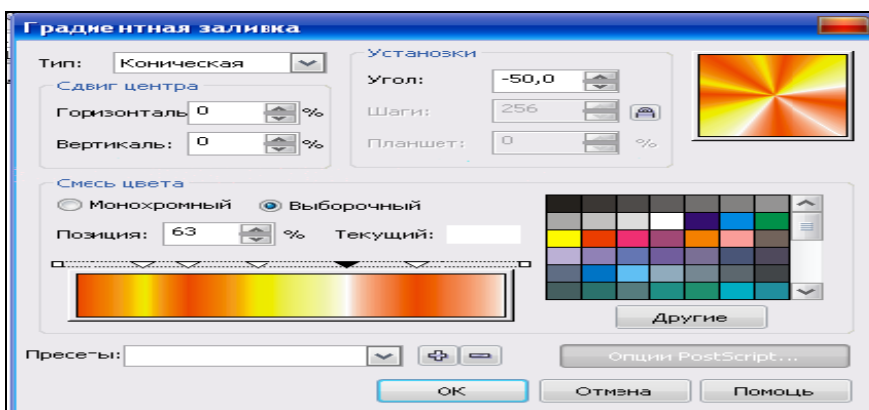 Градиентная заливка
Тип: Коническая
Сдвиг центра
Горизонталь 0 %
Вертикаль: 0 %
Установки
Угол: -50,0
Шаги: 256
Планшет: 0 %
Смесь цвета
Монохромный Выборочный
Позиция: 63 % Текущий:
Другие
Пресеты:
Опции PostScript...
ОК Отмэна Помощь